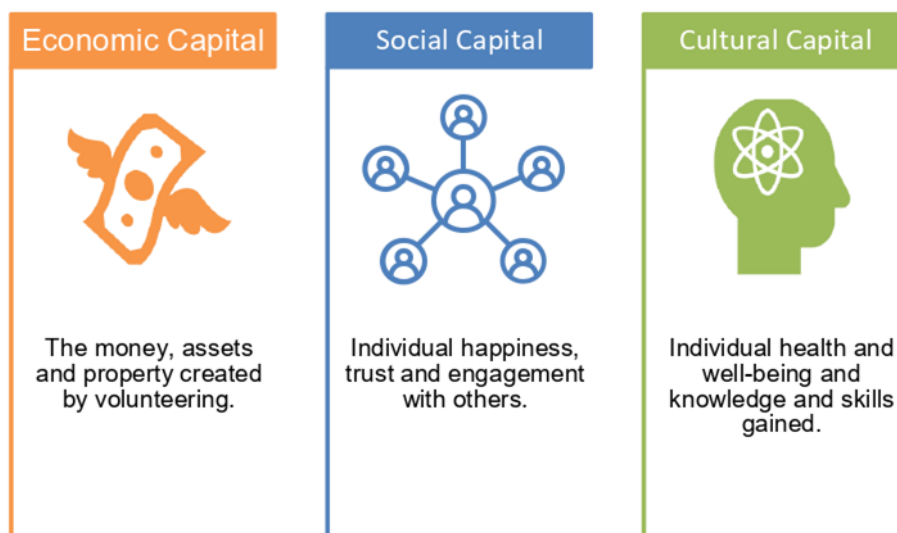 Economic Capital
The money, assets
and property created
by volunteering.
Social Capital
Individual happiness,
trust and engagement
with others.
Cultural Capital
Individual health and
well-being and
knowledge and skills
gained.